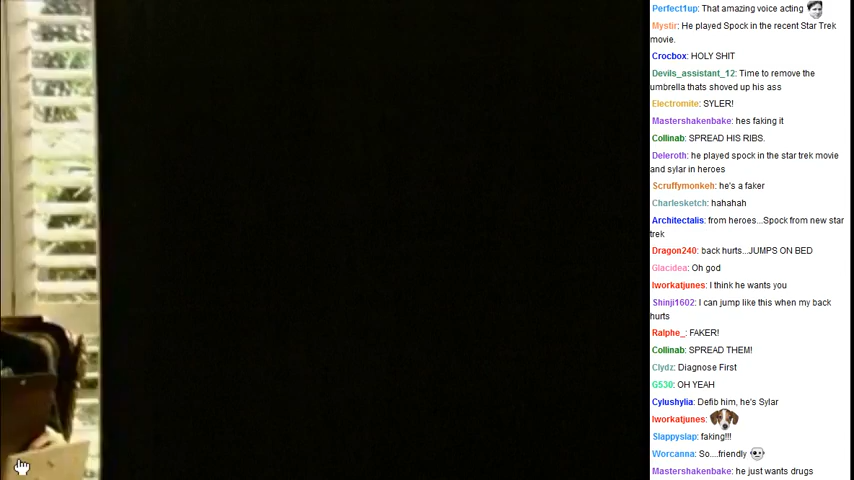 Perfect1up: That amazing voice acting
Mystir: He played Spock in the recent Star Trek
movie.
Crocbox: HOLY SHIT
Devils_assistant_12: Time to remove the
umbrella thats shoved up his ass
Electromite: SYLER!
Mastershakenbake: hes faking it
Collinab: SPREAD HIS RIBS.
Deleroth: he played spock in the star trek movie
and sylar in heroes
Scruffymonkeh: he's a faker
Charlesketch: hahahah
Architectalis: from heroes...Spock from new star
trek
Dragon240: back hurts...JUMPS ON BED
Glacidea: Oh god
Iworkatjunes: I think he wants you
Shinji1602: I can jump like this when my back
hurts
Ralphe_: FAKER!
Collinab: SPREAD THEM!
Clydz: Diagnose First
G530: OH YEAH
Cylushylia: Defib him, he's Sylar
Iworkatjunes:
Slappyslap: faking!!!
Worcanna: So....friendly
Mastershakenbake: he just wants drugs